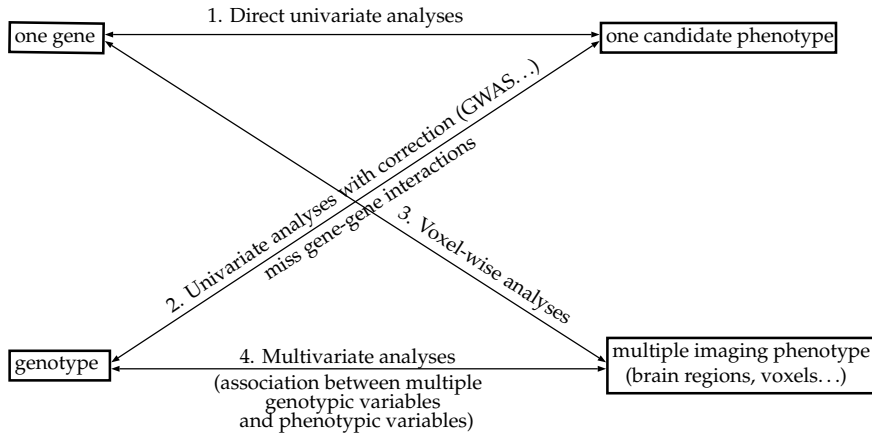 1. Direct univariate analyses
one gene
one candidate phenotype
2. Univariate analyses with correction (GWAS...)
miss gene-gene interactions
3. Voxel-wise analyses
genotype
4. Multivariate analyses
(association between multiple
genotypic variables
and phenotypic variables)
multiple imaging phenotype
(brain regions, voxels...)